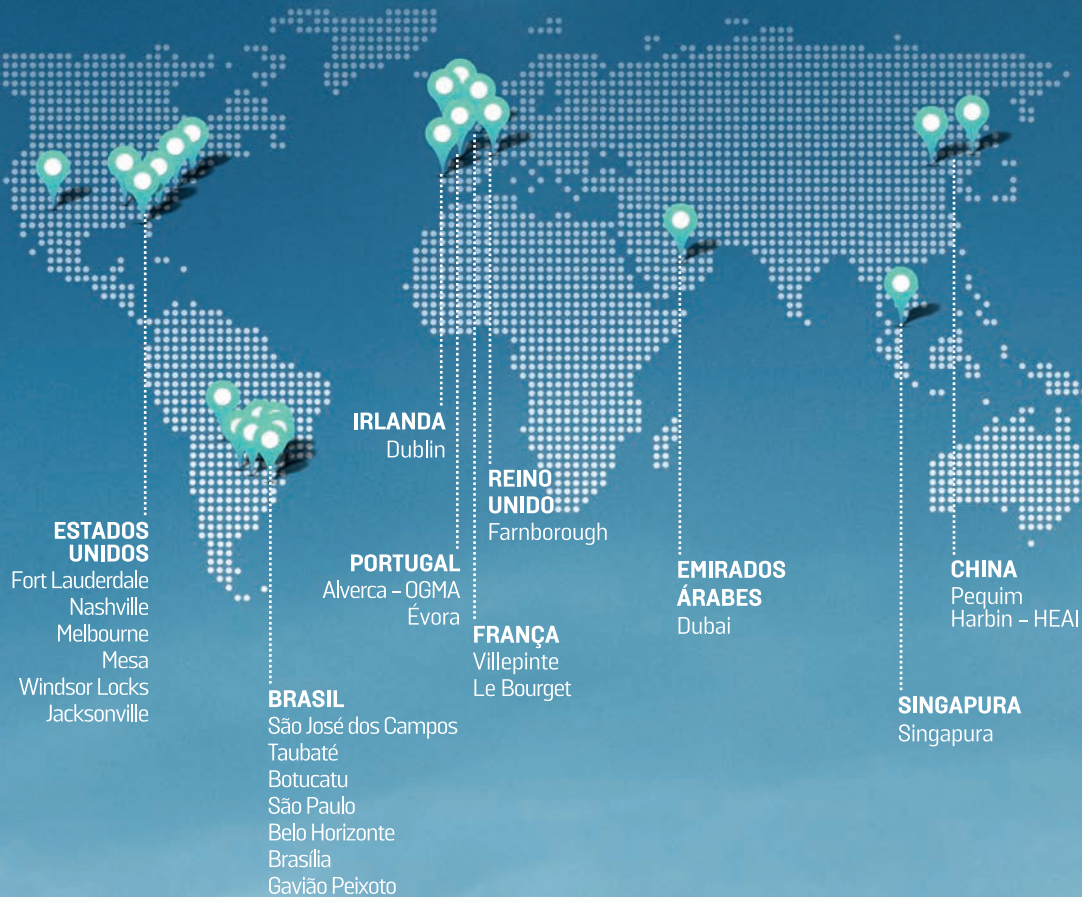 IRLANDA
Dublin
REINO
UNIDO
Farnborough
ESTADOS
UNIDOS
Fort Lauderdale
Nashville
Melbourne
Mesa
Windsor Locks
Jacksonville
PORTUGAL
Alverca – OGMA
Évora
FRANÇA
Villepinte
Le Bourget
EMIRADOS
ÁRABES
Dubai
CHINA
Pequim
Harbin – HEAI
BRASIL
São José dos Campos
Taubaté
Botucatu
São Paulo
Belo Horizonte
Brasília
Gavião Peixoto
SINGAPURA
Singapura